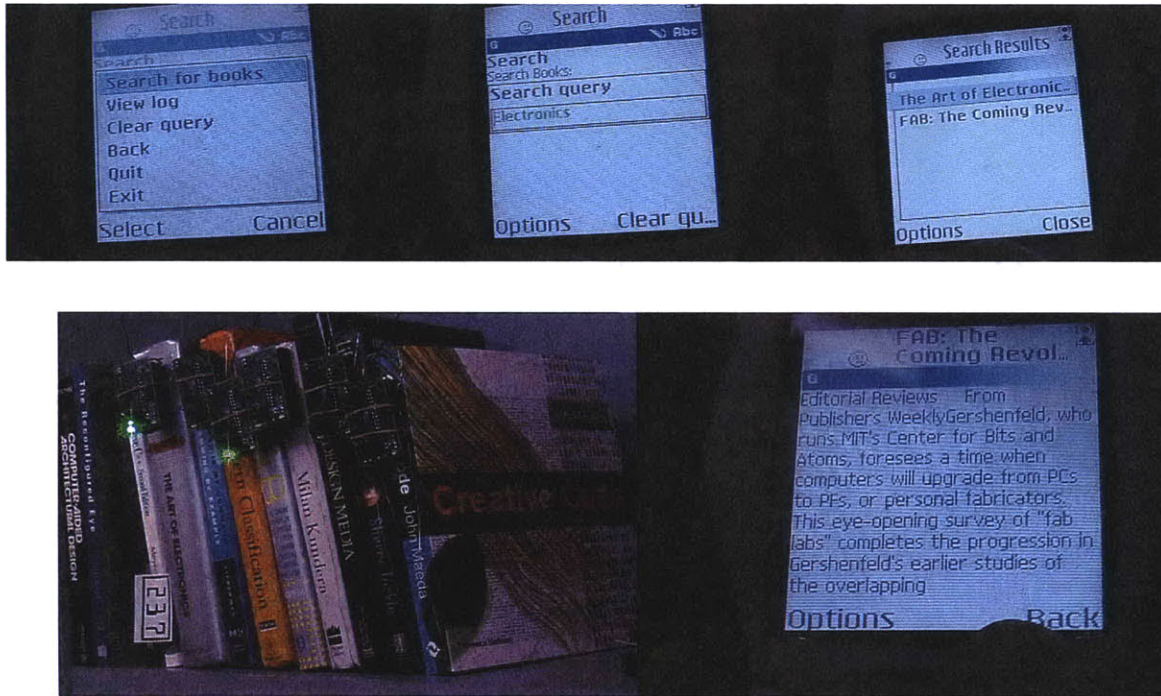 Search
Abc
Search
Search for books
View log
Clear query
Back
Quit
Exit
Select
Cancel
Search
Abc
Search
Search Books:
Search query
Electronics
Options
Clear qu...
Search Results
The Art of Electronic...
FAB: The Coming Rev...
Options
Close
The Reconfigured Eye
COMPUTER-AIDED
ARCHITECTURAL DESIGN
THE ART OF ELECTRONICS
237
Classification
Milan Kundera
DESIGN MEDIA
Code
John Maeda
Creative
FAB: The
Coming Revol...
Editorial Reviews From
Publishers WeeklyGershenfeld, who
runs MIT's Center for Bits and
Atoms, foresees a time when
computers will upgrade from PCs
to PFs, or personal fabricators.
This eye-opening survey of "fab
labs" completes the progression in
Gershenfeld's earlier studies of
the overlapping
Options
Back